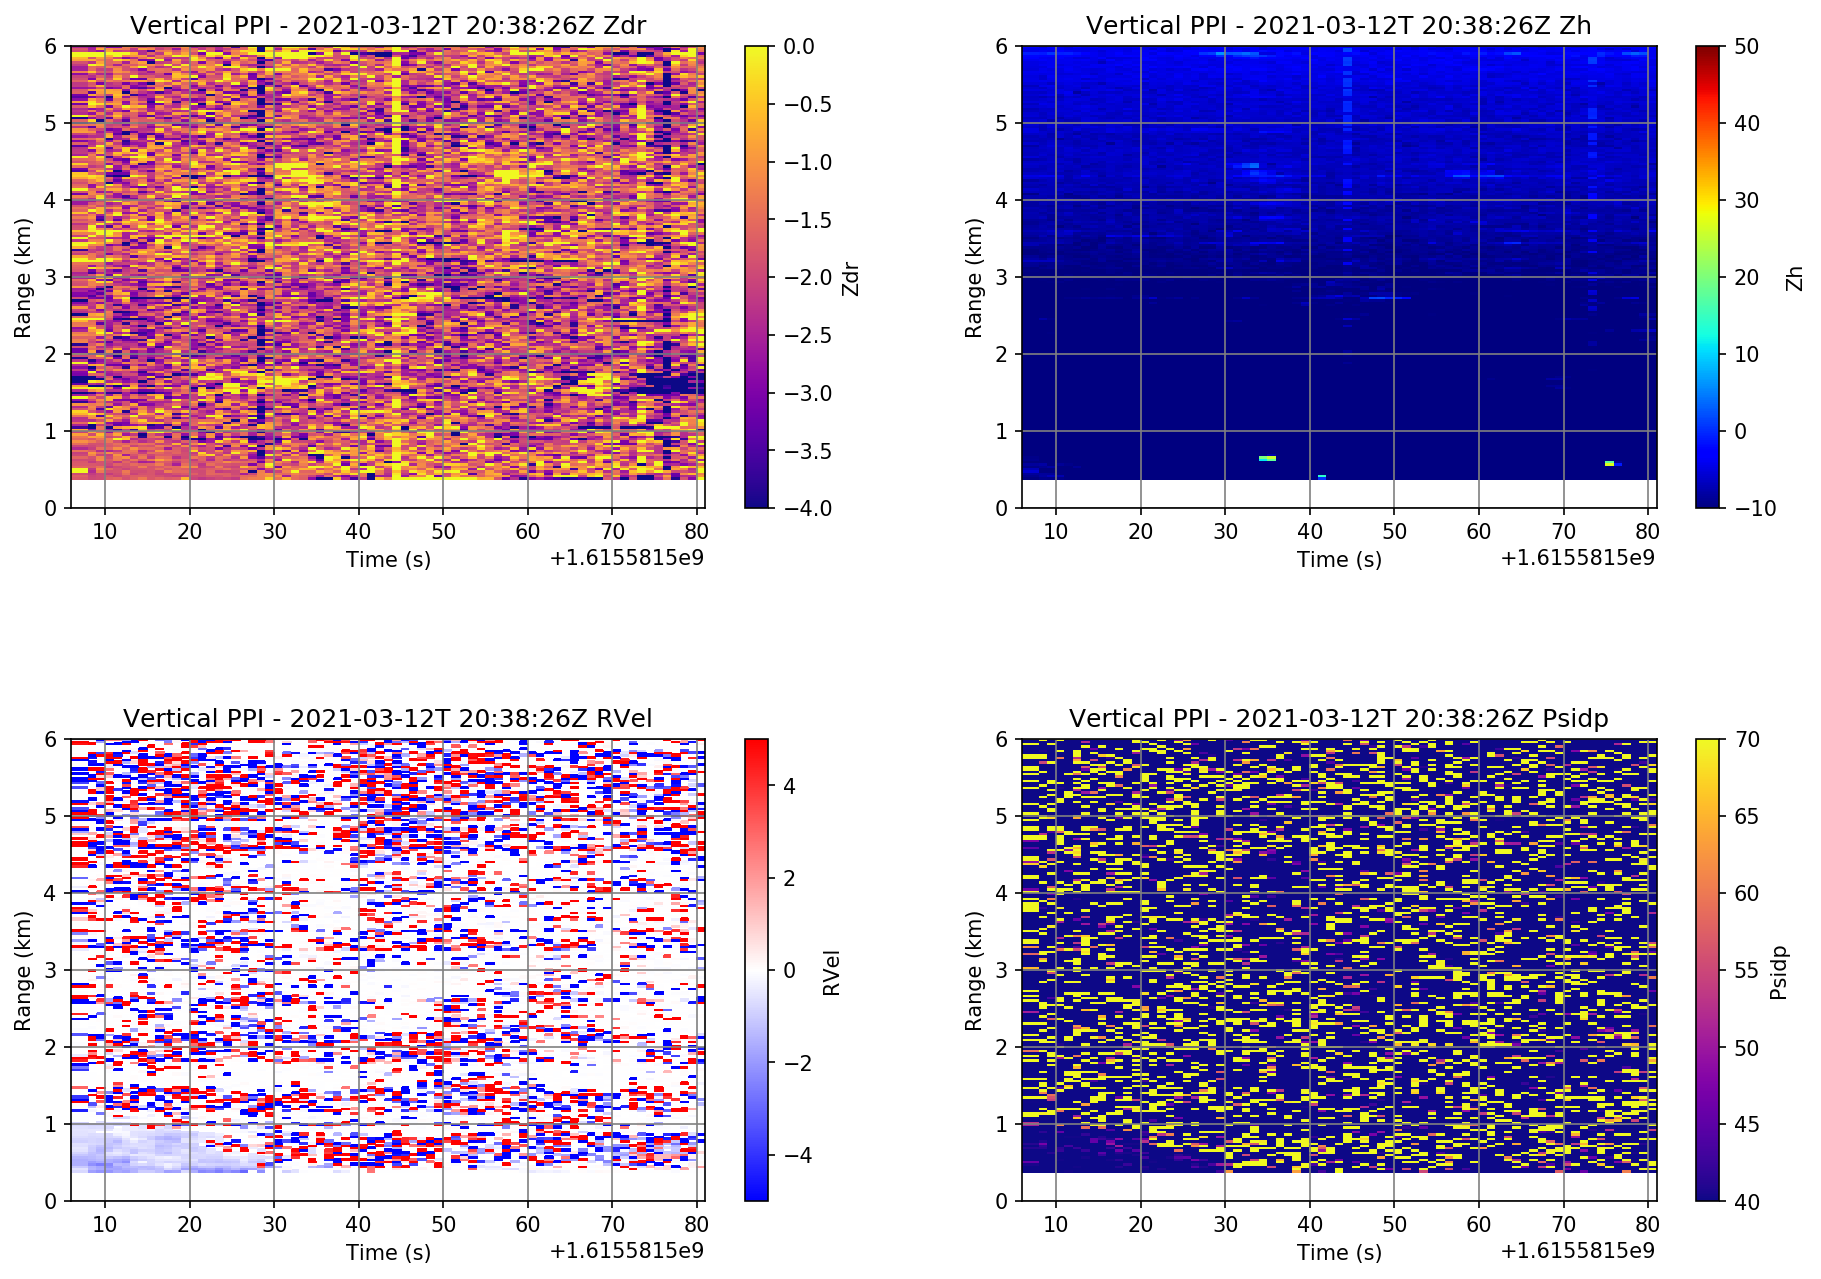 Vertical PPI - 2021-03-12T 20:38:26Z Zdr
6
5
4
3
2
1
0
Range (km)
10 20 30 40 50 60 70 80
Time (s)
+1.6155815e9
0.0
−0.5
−1.0
−1.5
−2.0
−2.5
−3.0
−3.5
−4.0
Zdr
Vertical PPI - 2021-03-12T 20:38:26Z Zh
6
5
4
3
2
1
0
Range (km)
10 20 30 40 50 60 70 80
Time (s)
+1.6155815e9
50
40
30
20
10
0
−10
Zh
Vertical PPI - 2021-03-12T 20:38:26Z RVel
6
5
4
3
2
1
0
Range (km)
10 20 30 40 50 60 70 80
Time (s)
+1.6155815e9
4
2
0
−2
−4
RVel
Vertical PPI - 2021-03-12T 20:38:26Z Psidp
6
5
4
3
2
1
0
Range (km)
10 20 30 40 50 60 70 80
Time (s)
+1.6155815e9
70
65
60
55
50
45
40
Psidp